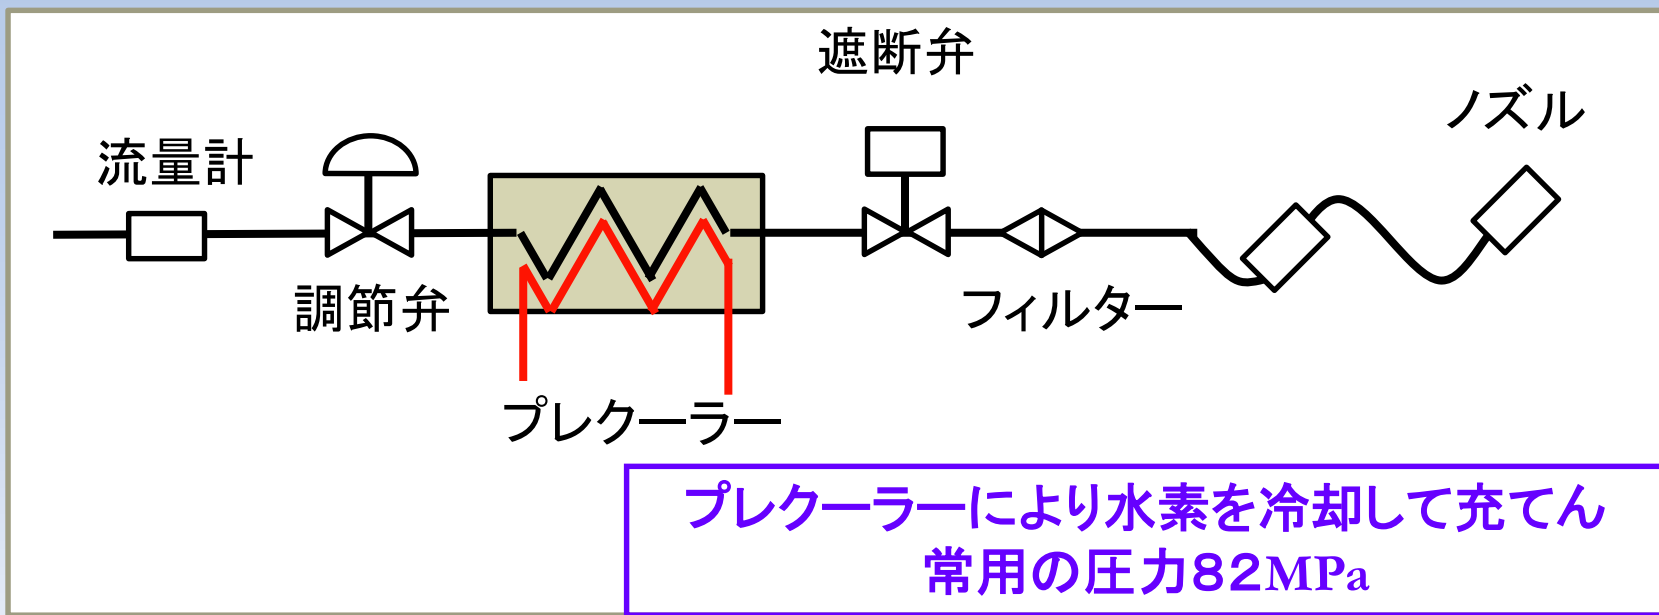 遮断弁
ノズル
流量計
調節弁
フィルター
プレクーラー
プレクーラーにより水素を冷却して充てん
常用の圧力８２MPa